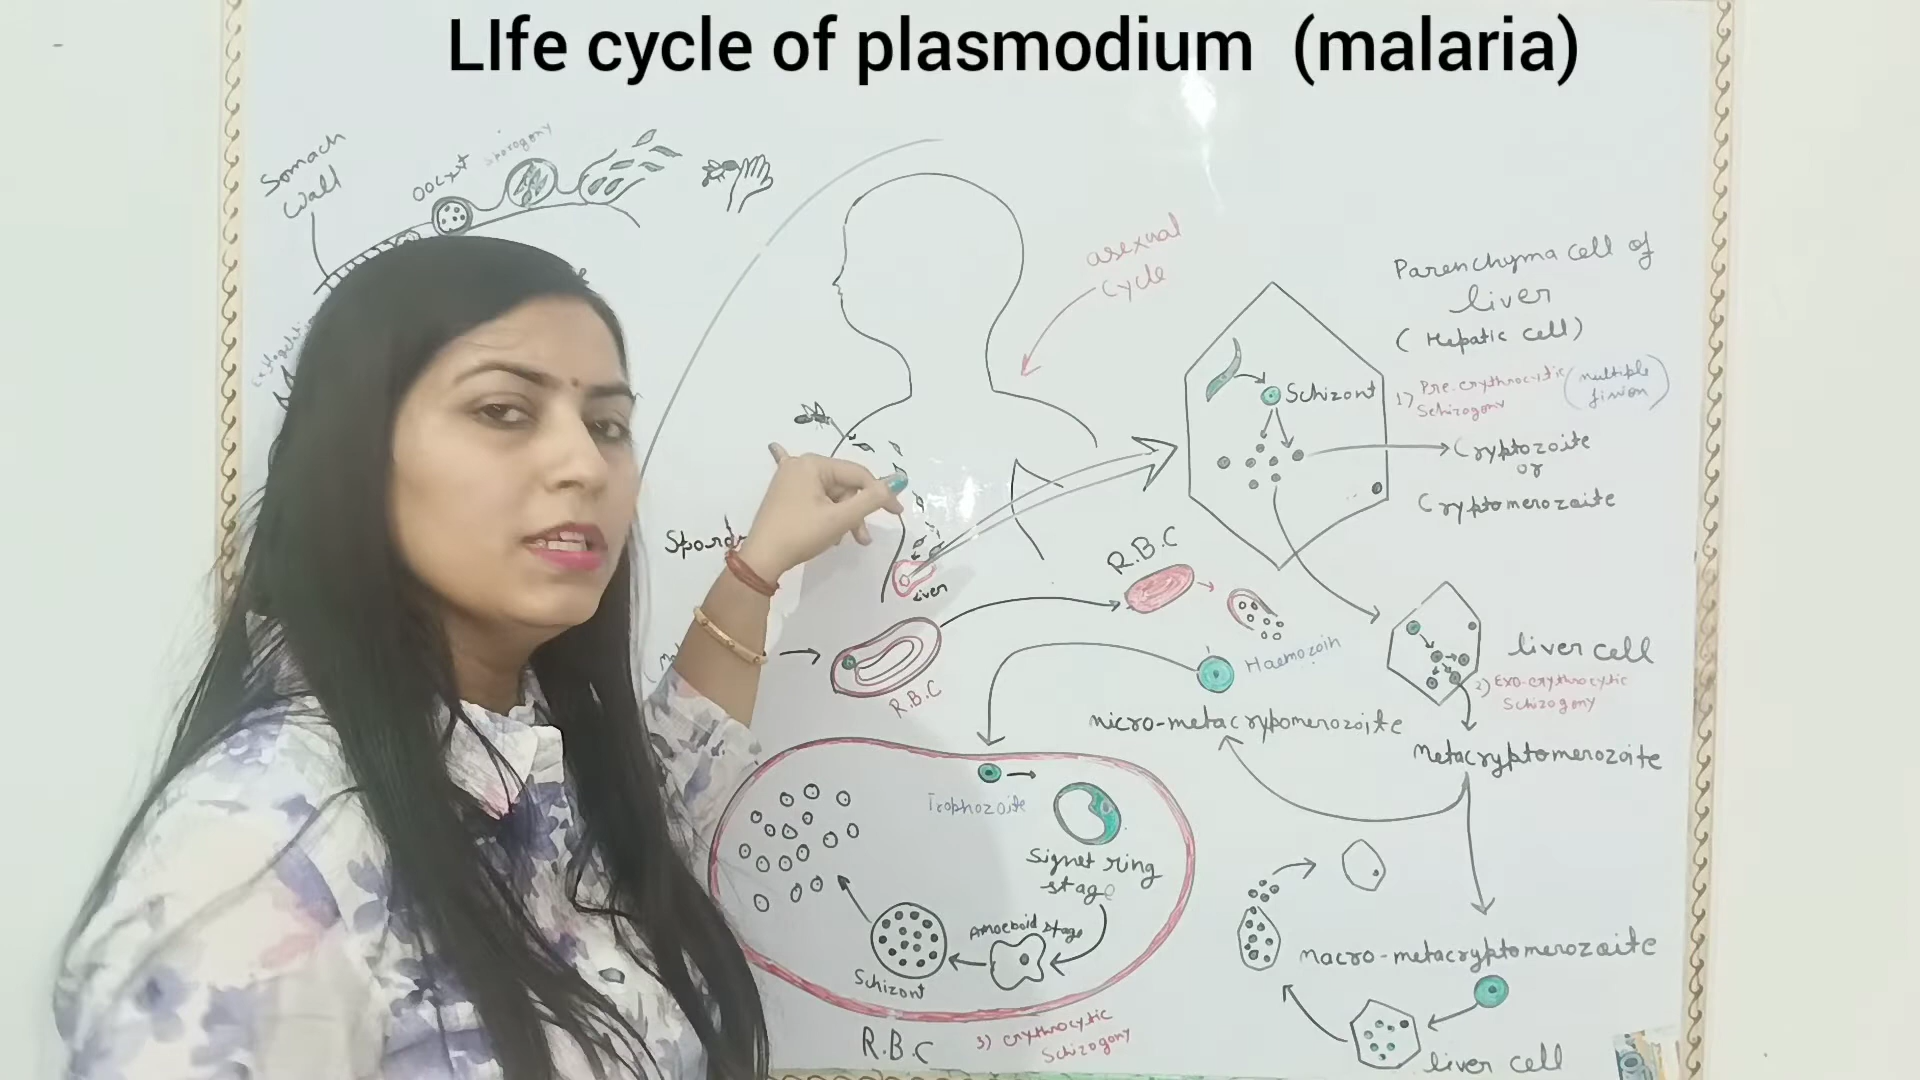 LIfe cycle of plasmodium (malaria)
Somach
wall
OOCyst
sporogony
asexual
cycle
Parenchyma cell of
liver
( Hepatic cell )
Schizont
1) Pre-erythrocytic
Schizogony
( multiple
fission )
Cryptozoite
or
Cryptomerozoite
liver
R.B.C
R.B.C
Haemozoin
liver cell
2) Exo-erythrocytic
Schizogony
micro-metacrypomerozoite
Metacryptomerozoite
Trophozoite
Signet ring
stage
Amoeboid stage
Schizont
macro-metacryptomerozoite
R.B.C
3) erythrocytic
Schizogony
liver cell